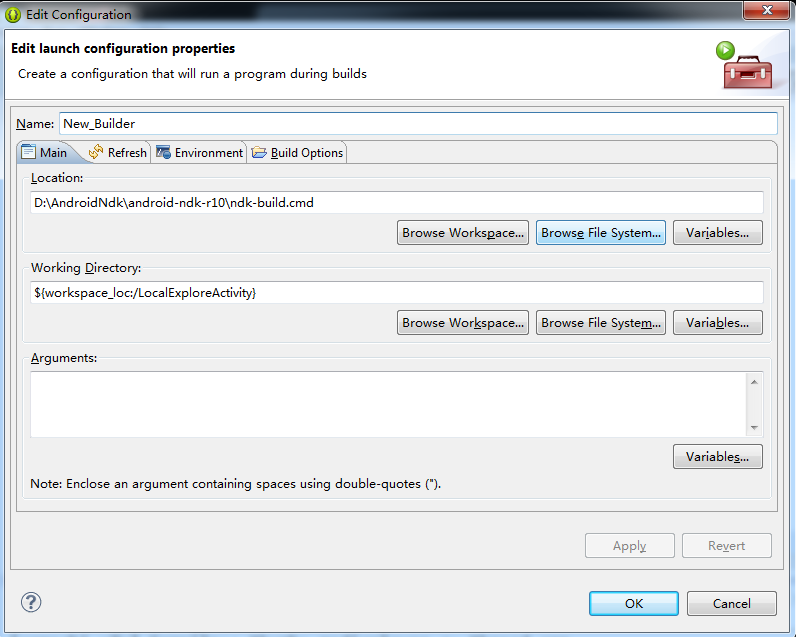 Edit Configuration
Edit launch configuration properties
Create a configuration that will run a program during builds
Name: New_Builder
Main Refresh Environment Build Options
Location:
D:\AndroidNdk\android-ndk-r10\ndk-build.cmd
Browse Workspace... Browse File System... Variables...
Working Directory:
${workspace_loc:/LocalExploreActivity}
Browse Workspace... Browse File System... Variables...
Arguments:
Variables...
Note: Enclose an argument containing spaces using double-quotes (").
Apply Revert
? OK Cancel